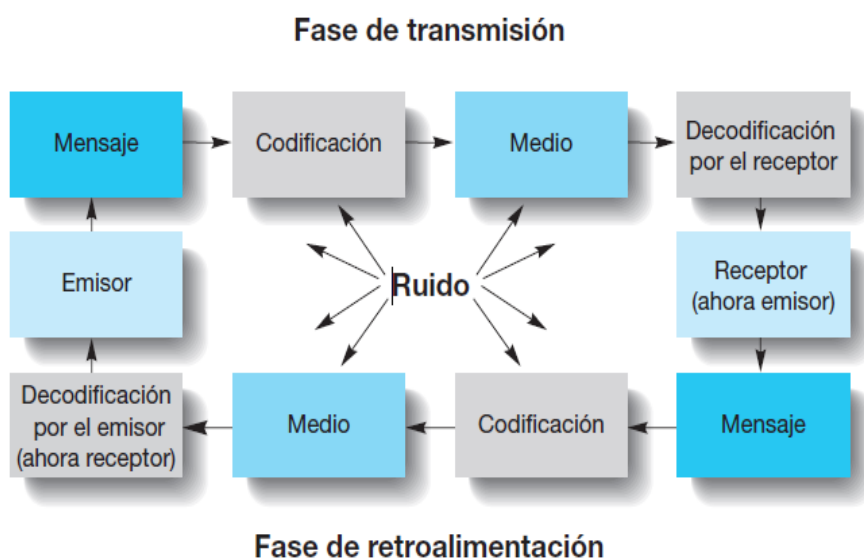 Fase de transmisión
Mensaje
Codificación
Medio
Decodificación
por el receptor
Emisor
Ruido
Receptor
(ahora emisor)
Decodificación
por el emisor
(ahora receptor)
Medio
Codificación
Mensaje
Fase de retroalimentación